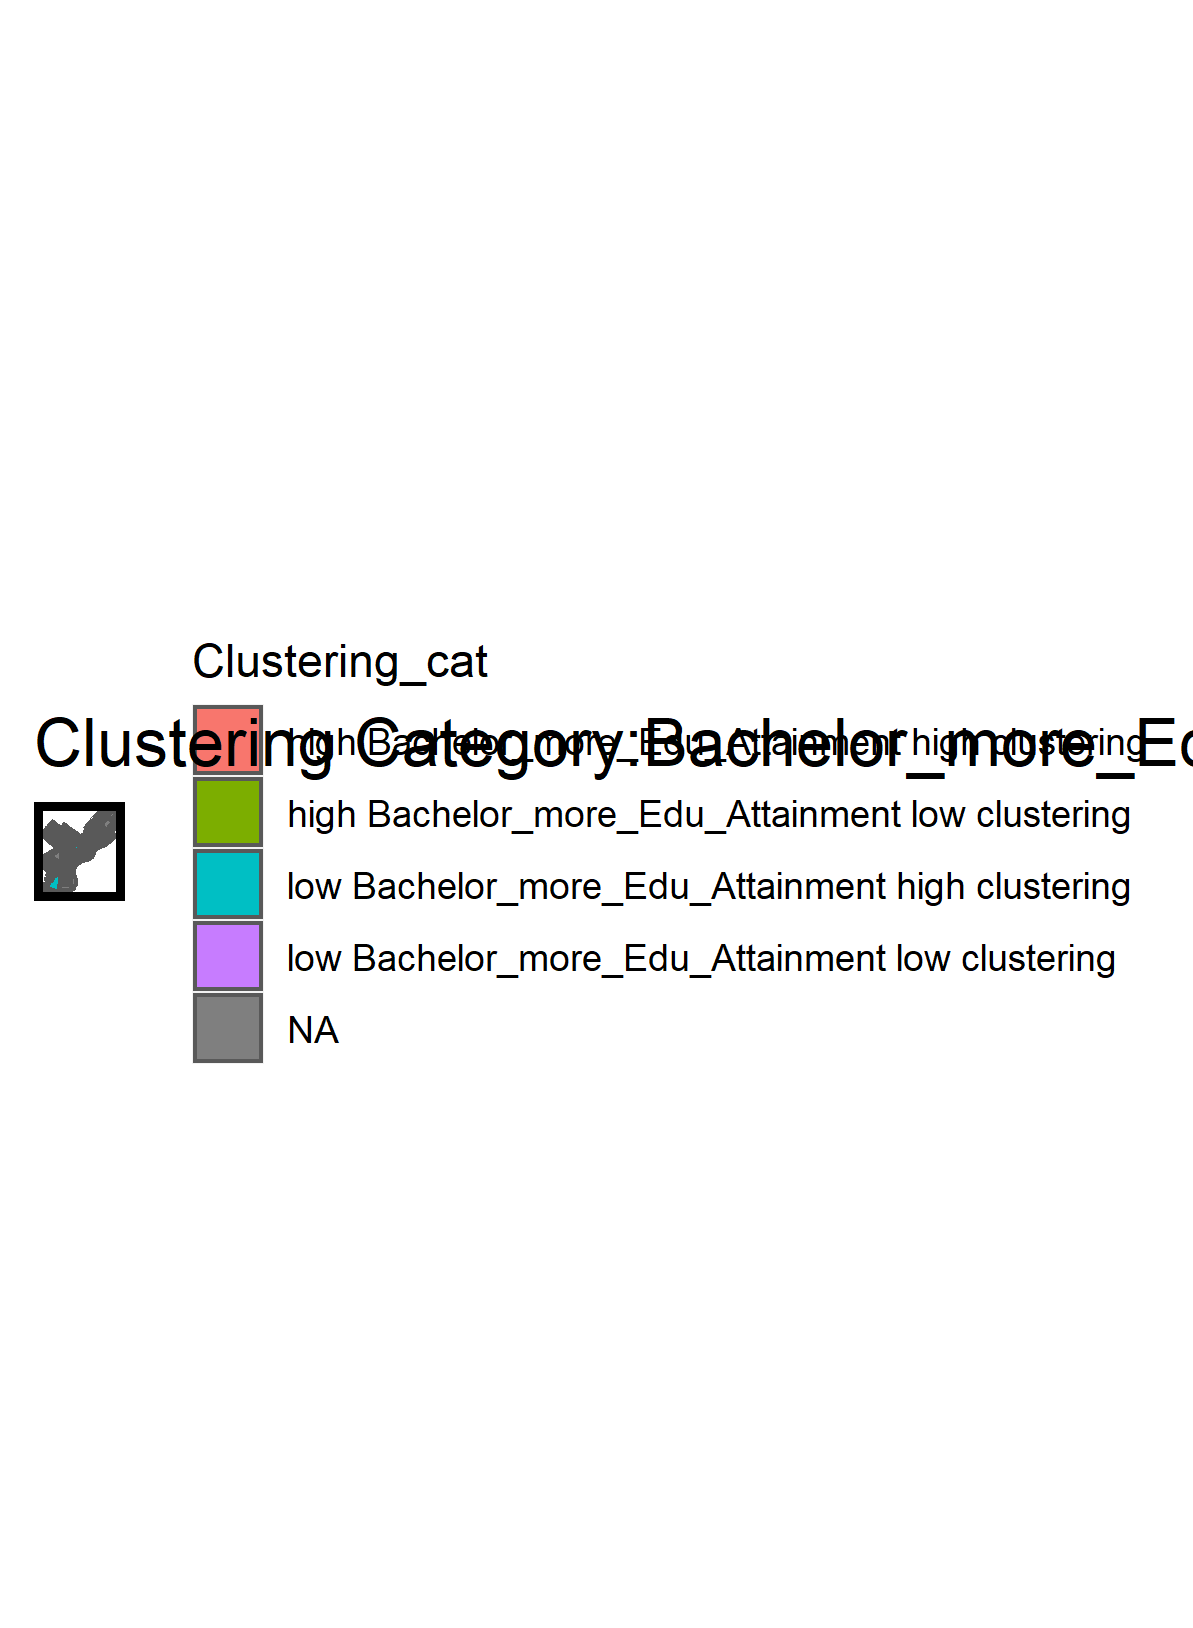 Clustering_cat
Clustering Category:Bachelor_more_Ed
high Bachelor_more_Edu_Attainment high clustering
high Bachelor_more_Edu_Attainment low clustering
low Bachelor_more_Edu_Attainment high clustering
low Bachelor_more_Edu_Attainment low clustering
NA